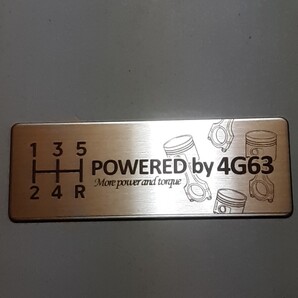 1 3 5
POWERED by 4G63
More power and torque
2 4 R